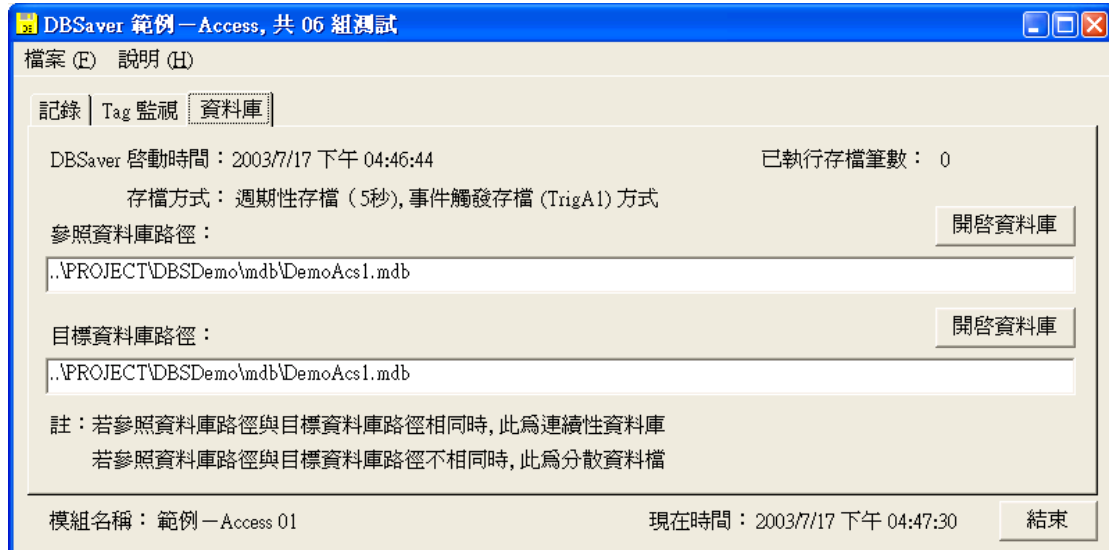 DBSaver 範例－Access, 共 06 組測試
檔案 (F) 說明 (H)
記錄 Tag 監視 資料庫
DBSaver 啓動時間：2003/7/17 下午 04:46:44 已執行存檔筆數： 0
存檔方式： 週期性存檔（5秒), 事件觸發存檔 (TrigA1) 方式
參照資料庫路徑： 開啓資料庫
..\PROJECT\DBSDemo\mdb\DemoAcs1.mdb
目標資料庫路徑： 開啓資料庫
..\PROJECT\DBSDemo\mdb\DemoAcs1.mdb
註：若參照資料庫路徑與目標資料庫路徑相同時, 此爲連續性資料庫
若參照資料庫路徑與目標資料庫路徑不相同時, 此爲分散資料檔
模組名稱： 範例－Access 01 現在時間：2003/7/17 下午 04:47:30 結束